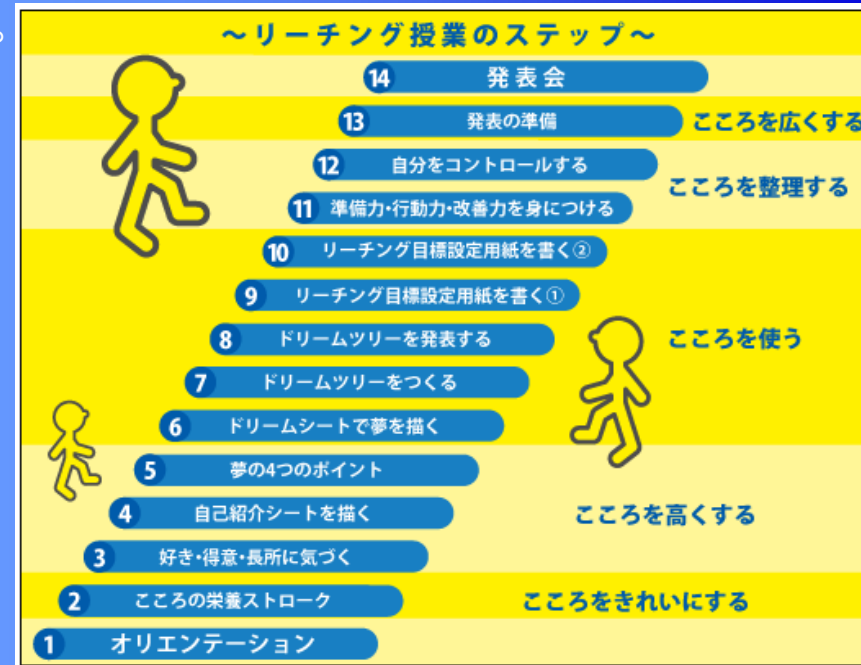 ～リーチング授業のステップ～
14 発表会
13 発表の準備
こころを広くする
12 自分をコントロールする
こころを整理する
11 準備力・行動力・改善力を身につける
10 リーチング目標設定用紙を書く②
9 リーチング目標設定用紙を書く①
8 ドリームツリーを発表する
こころを使う
7 ドリームツリーをつくる
6 ドリームシートで夢を描く
5 夢の4つのポイント
4 自己紹介シートを描く
こころを高くする
3 好き・得意・長所に気づく
2 こころの栄養ストローク
こころをきれいにする
1 オリエンテーション